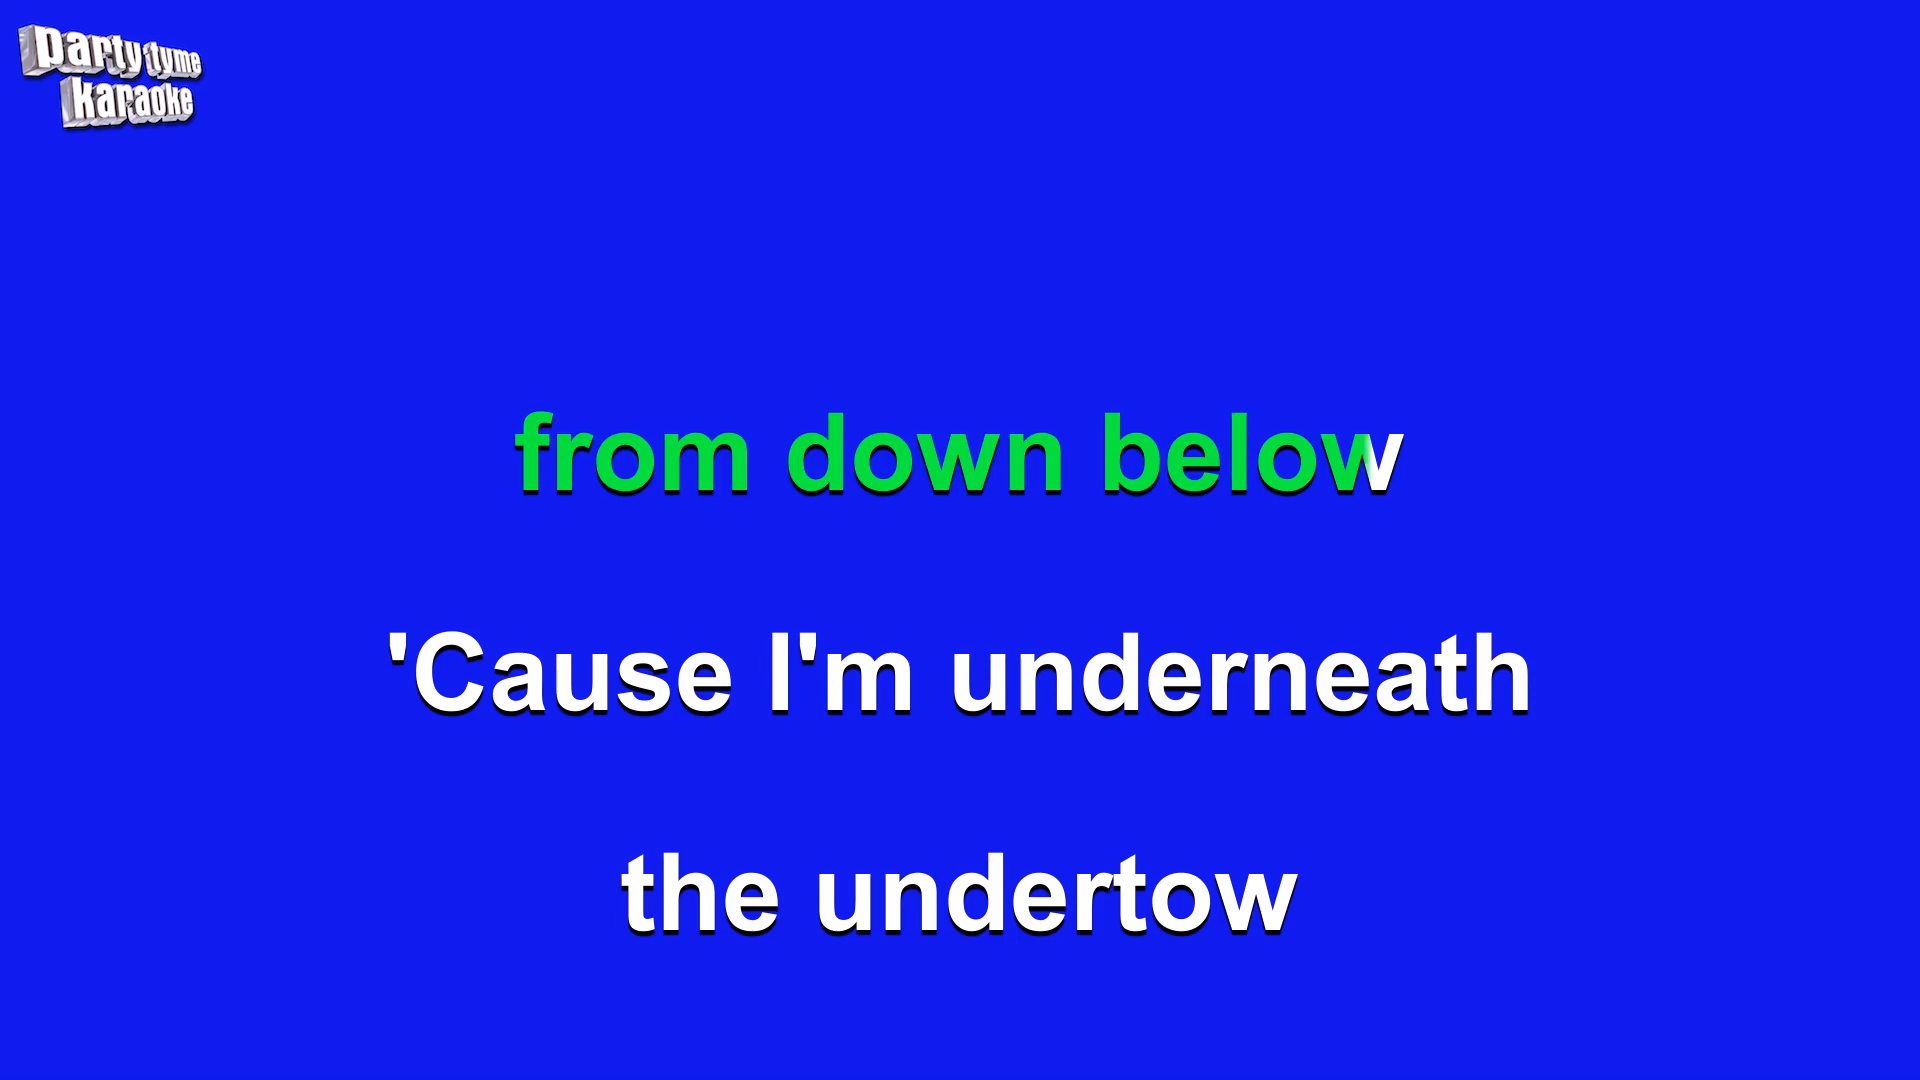 party tyme
karaoke
from down below
'Cause I'm underneath
the undertow